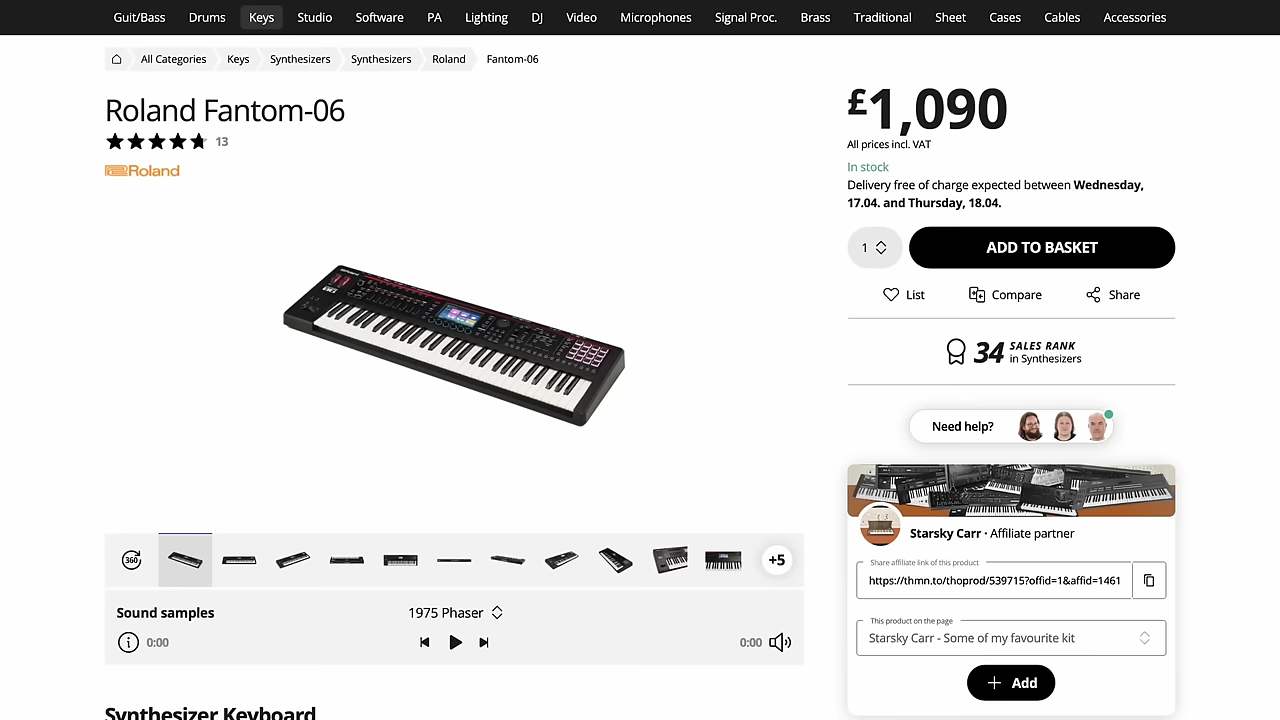 Guit/Bass Drums Keys Studio Software PA Lighting DJ Video Microphones Signal Proc. Brass Traditional Sheet Cases Cables Accessories
All Categories Keys Synthesizers Synthesizers Roland Fantom-06
Roland Fantom-06
13
Roland
£1,090
All prices incl. VAT
In stock
Delivery free of charge expected between Wednesday,
17.04. and Thursday, 18.04.
1 ADD TO BASKET
List Compare Share
34 SALES RANK
in Synthesizers
Need help?
Starsky Carr · Affiliate partner
Share affiliate link of this product
https://thmn.to/thoprod/539715?offid=1&affid=1461
This product on the page
Starsky Carr - Some of my favourite kit
Add
360 +5
Sound samples 1975 Phaser
0:00 0:00
Synthesizer Keyboard